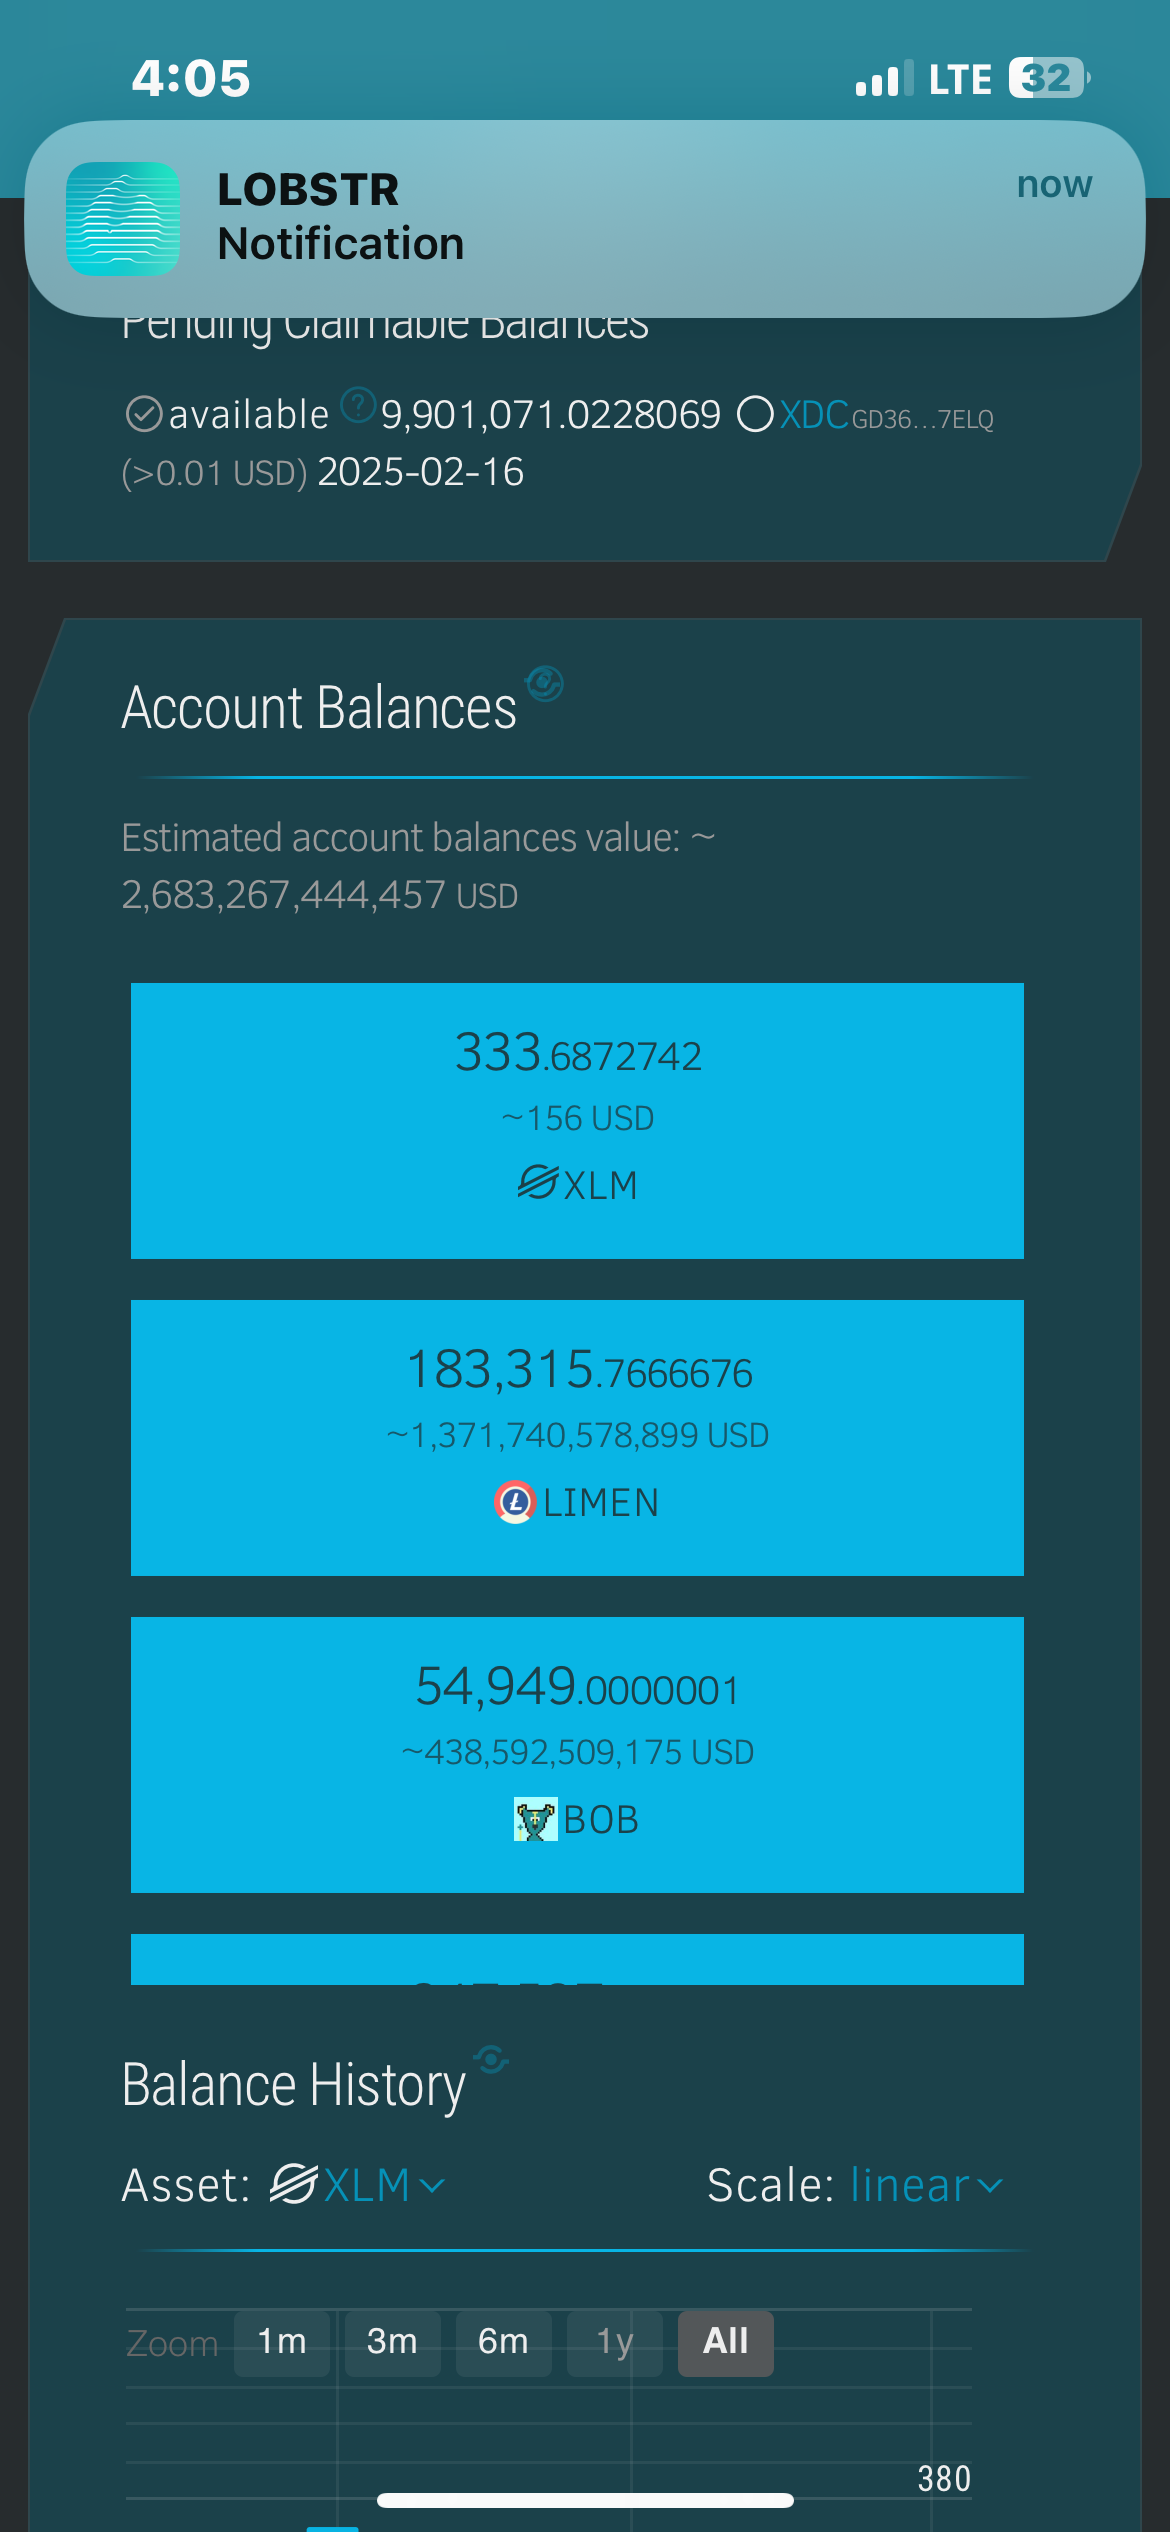 4:05 LTE 32
LOBSTR now
Notification
Pending Claimable Balances
available ? 9,901,071.0228069 XDC GD36…7ELQ
(>0.01 USD) 2025-02-16
Account Balances
Estimated account balances value: ~
2,683,267,444,457 USD
333.6872742
~156 USD
XLM
183,315.7666676
~1,371,740,578,899 USD
LIMEN
54,949.0000001
~438,592,509,175 USD
BOB
Balance History
Asset: XLM Scale: linear
Zoom 1m 3m 6m 1y All
380